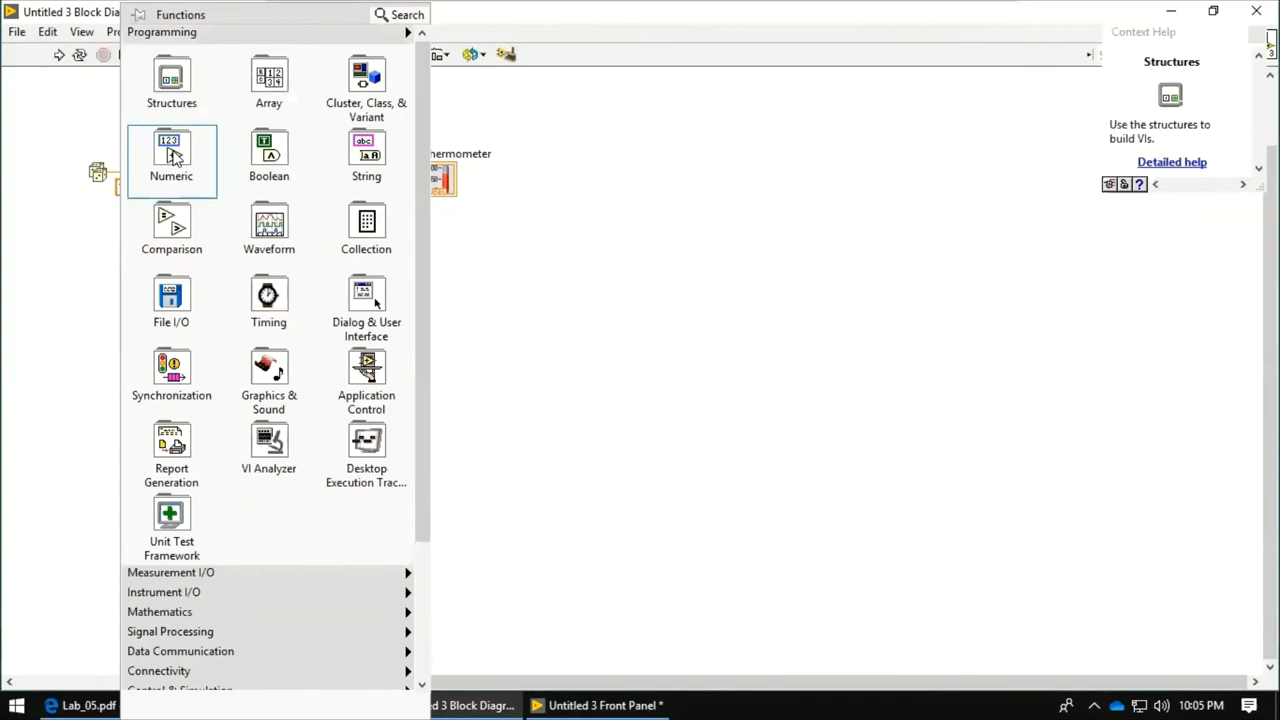 Untitled 3 Block Dia
Functions
Search
File Edit View Pr
Programming
Structures
Array
Cluster, Class, & Variant
Numeric
Boolean
String
Comparison
Waveform
Collection
File I/O
Timing
Dialog & User Interface
Synchronization
Graphics & Sound
Application Control
Report Generation
VI Analyzer
Desktop Execution Trac...
Unit Test Framework
Measurement I/O
Instrument I/O
Mathematics
Signal Processing
Data Communication
Connectivity
ermometer
Context Help
Structures
Use the structures to
build VIs.
Detailed help
Lab_05.pdf
d 3 Block Diagr...
Untitled 3 Front Panel *
10:05 PM